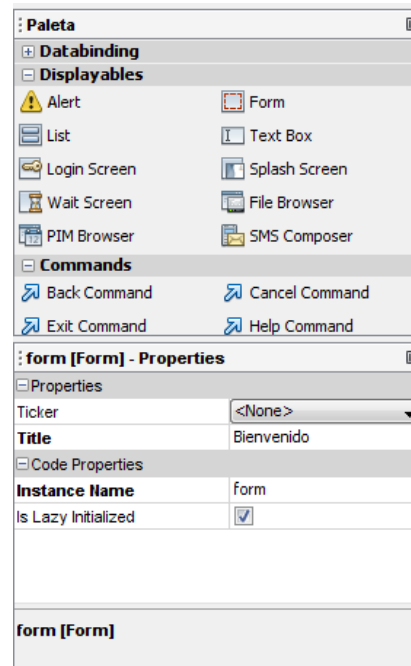 Paleta
Databinding
Displayables
Alert Form
List Text Box
Login Screen Splash Screen
Wait Screen File Browser
PIM Browser SMS Composer
Commands
Back Command Cancel Command
Exit Command Help Command
form [Form] - Properties
Properties
Ticker <None>
Title Bienvenido
Code Properties
Instance Name form
Is Lazy Initialized
form [Form]